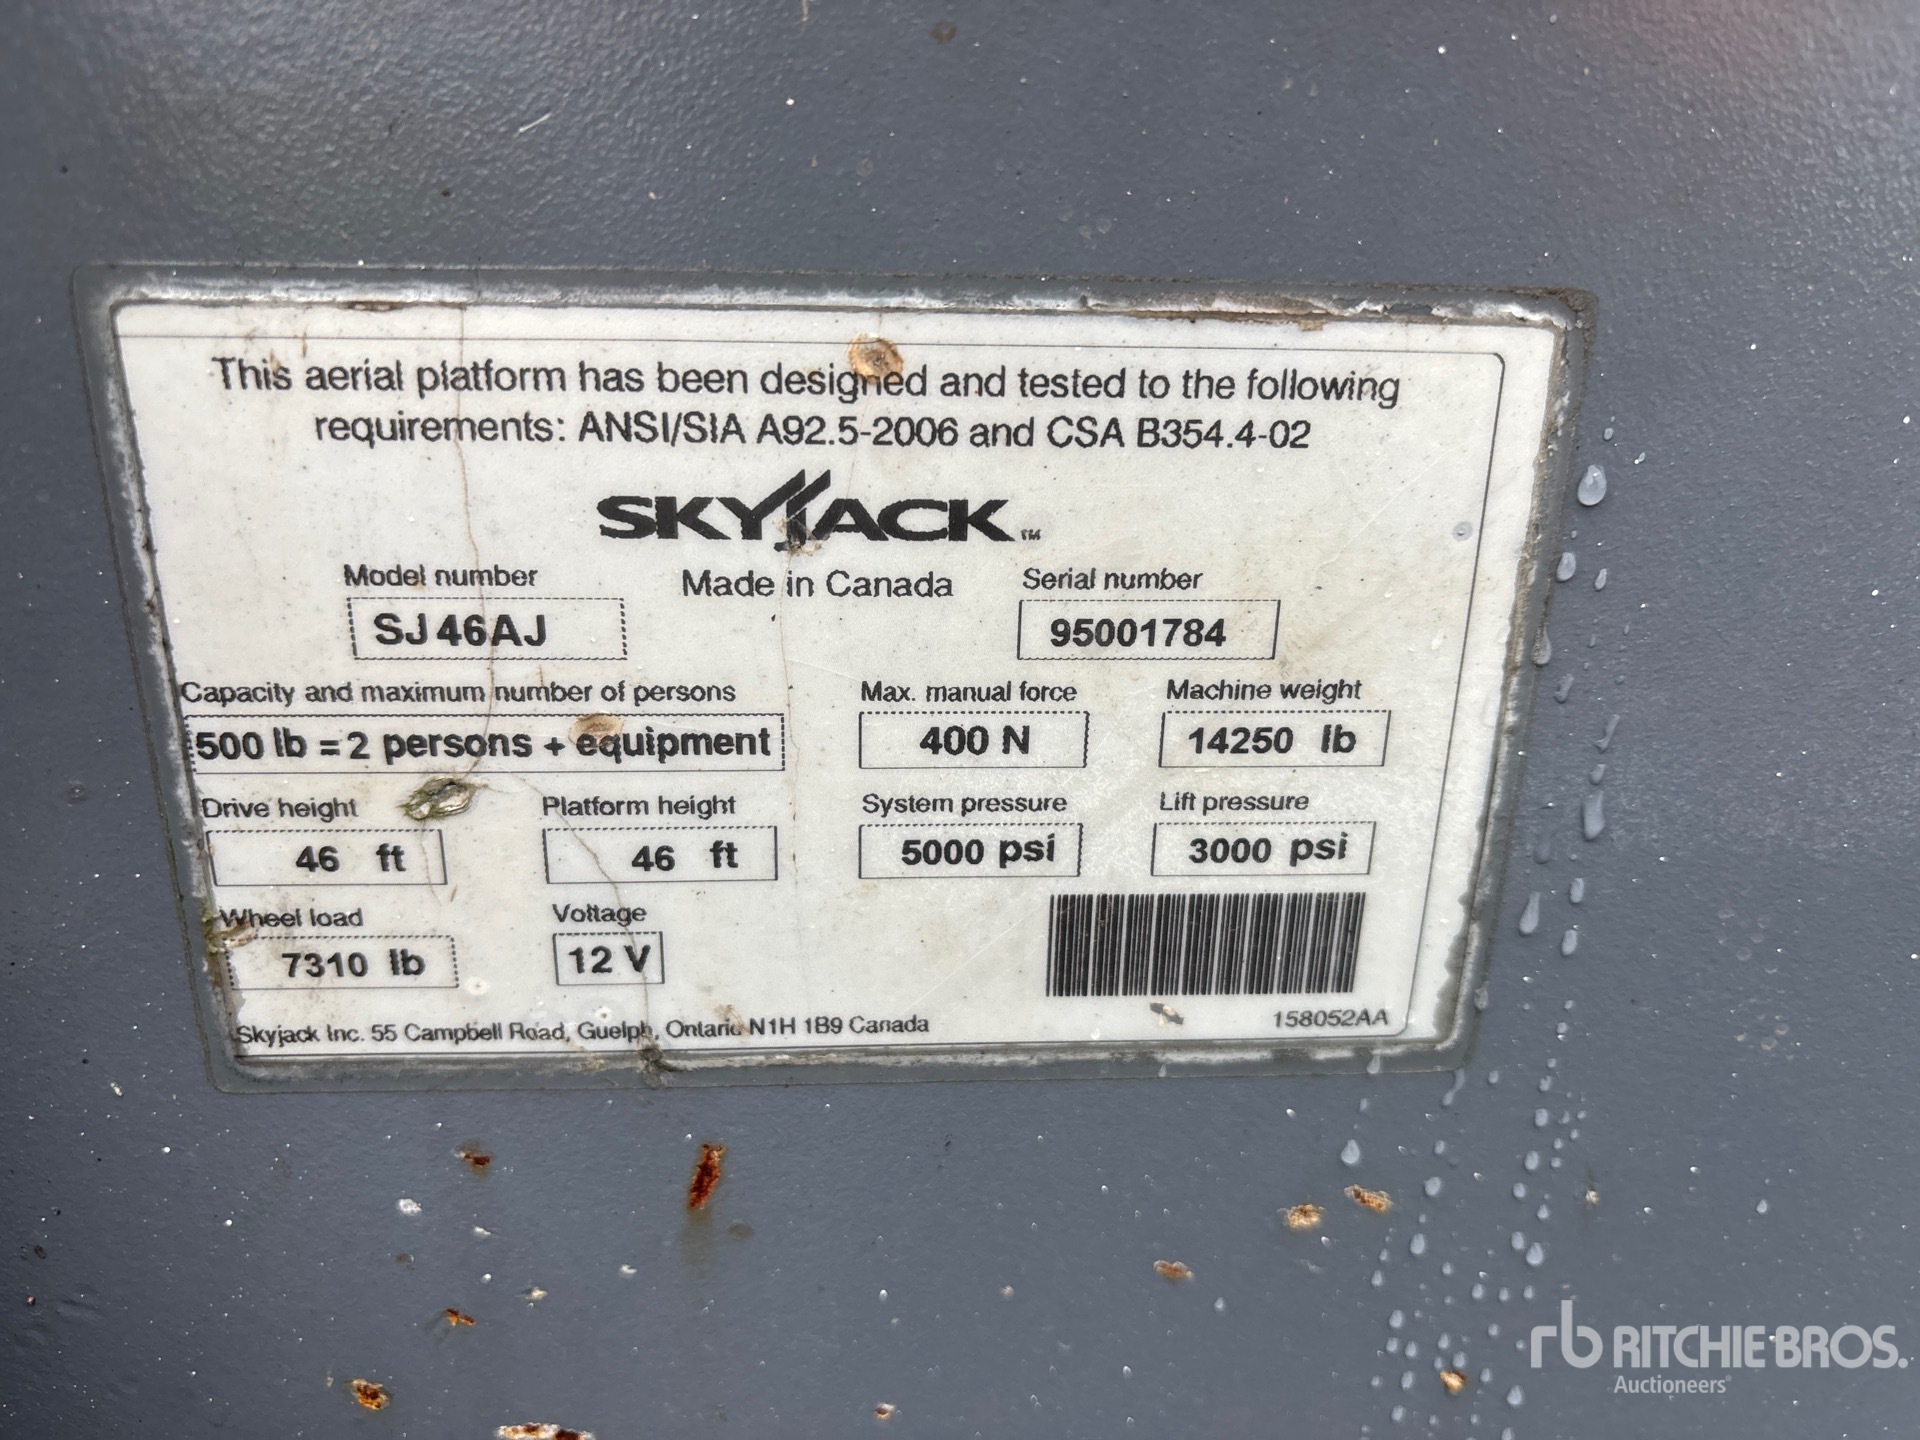 This aerial platform has been designed and tested to the following
requirements: ANSI/SIA A92.5-2006 and CSA B354.4-02
SKYJACK™
Made in Canada
Model number
SJ46AJ
Serial number
95001784
Capacity and maximum number of persons
500 lb = 2 persons + equipment
Max. manual force
400 N
Machine weight
14250 lb
Drive height
46 ft
Platform height
46 ft
System pressure
5000 psi
Lift pressure
3000 psi
Wheel load
7310 lb
Voltage
12 V
Skyjack Inc. 55 Campbell Road, Guelph, Ontario N1H 1B9 Canada
158052AA
rb RITCHIE BROS.
Auctioneers®